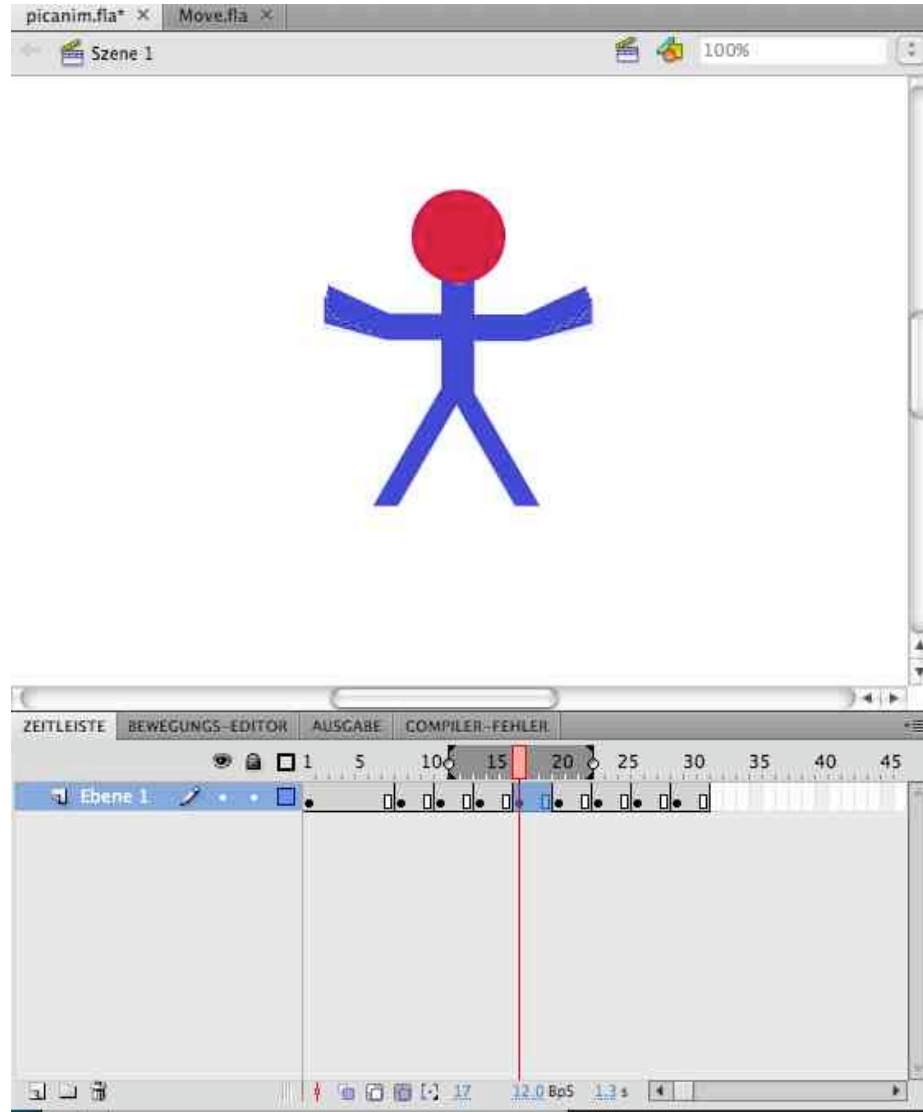 picanim.fla* × Move.fla ×
Szene 1 100%
ZEITLEISTE BEWEGUNGS-EDITOR AUSGABE COMPILER-FEHLER
1 5 10 15 20 25 30 35 40 45
Ebene 1
17 12.0 BpS 1.3 s